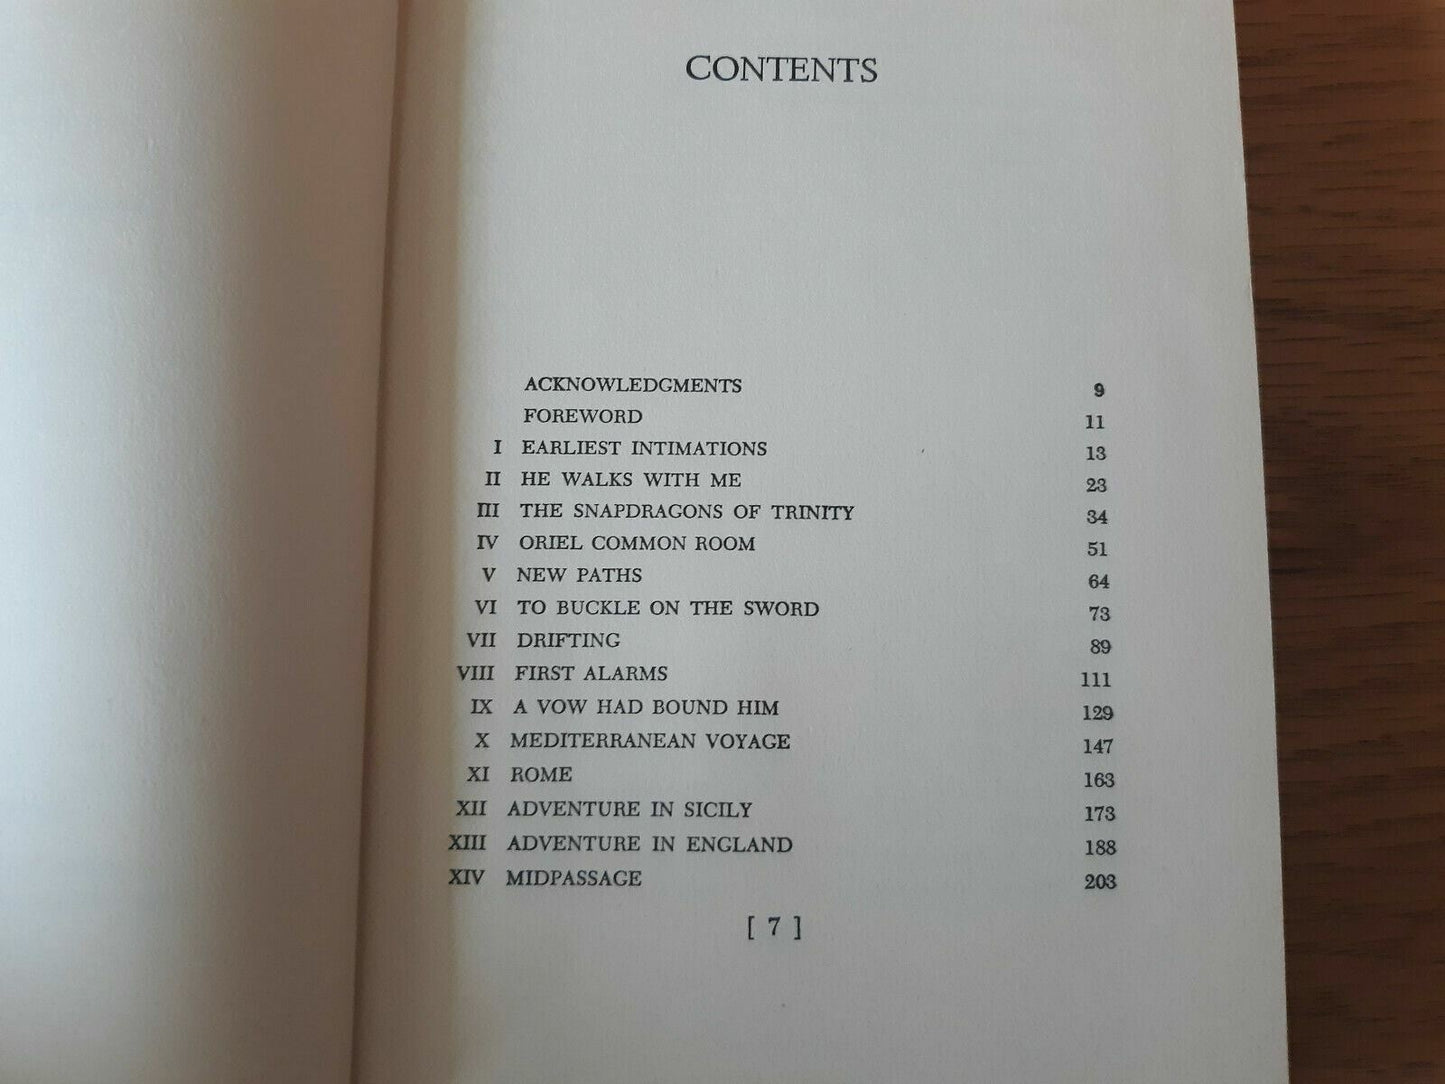 CONTENTS
ACKNOWLEDGMENTS 9
FOREWORD 11
I EARLIEST INTIMATIONS 13
II HE WALKS WITH ME 23
III THE SNAPDRAGONS OF TRINITY 34
IV ORIEL COMMON ROOM 51
V NEW PATHS 64
VI TO BUCKLE ON THE SWORD 73
VII DRIFTING 89
VIII FIRST ALARMS 111
IX A VOW HAD BOUND HIM 129
X MEDITERRANEAN VOYAGE 147
XI ROME 163
XII ADVENTURE IN SICILY 173
XIII ADVENTURE IN ENGLAND 188
XIV MIDPASSAGE 203
[ 7 ]